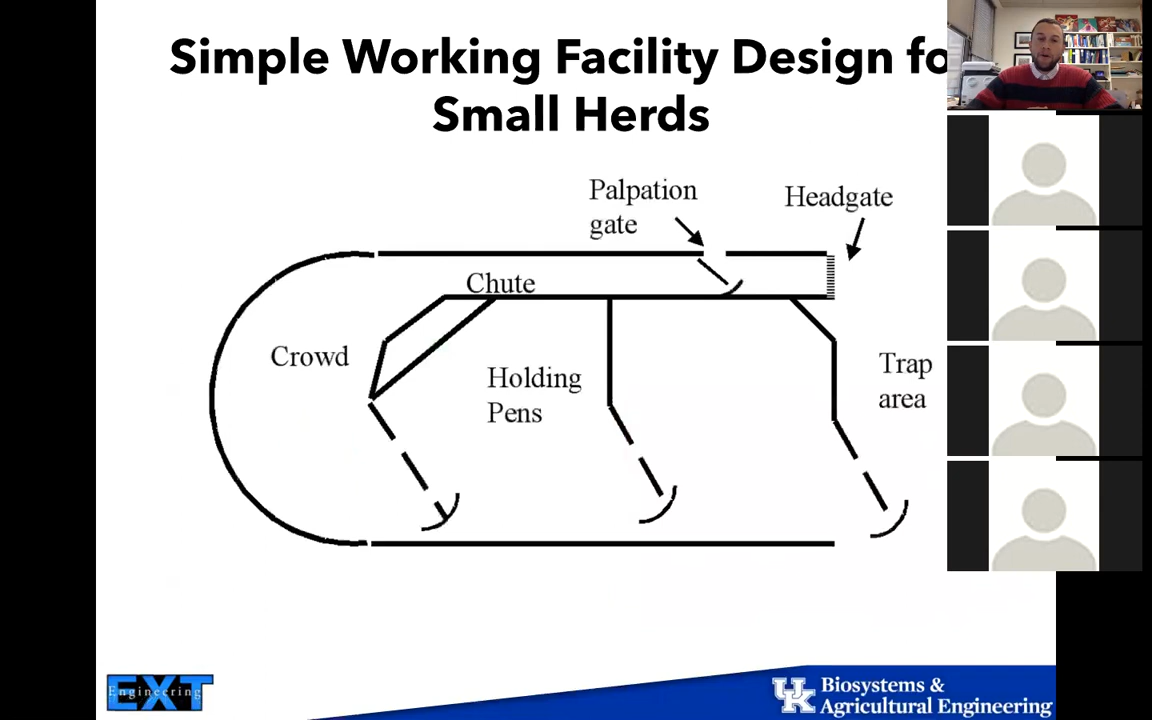 Simple Working Facility Design fo
Small Herds
Palpation
gate
Headgate
Chute
Crowd
Holding
Pens
Trap
area
EXT
Engineering
UK
Biosystems &
Agricultural Engineering